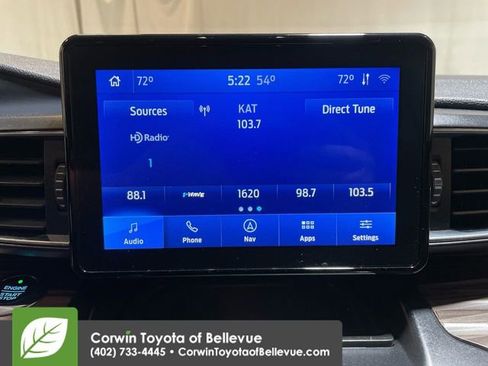 72° 5:22 54° 72°
Sources KAT Direct Tune
103.7
HD Radio
1
88.1 1620 98.7 103.5
Audio Phone Nav Apps Settings
ENGINE
START
STOP
Corwin Toyota of Bellevue
(402) 733-4445 • CorwinToyotaofBellevue.com